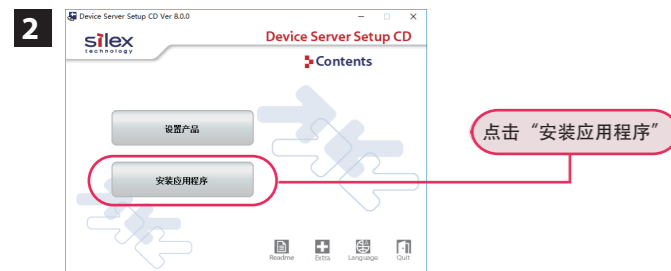 2
Device Server Setup CD Ver 8.0.0
silex
technology
Device Server Setup CD
Contents
设置产品
点击“安装应用程序”
安装应用程序
Readme Extra Language Quit